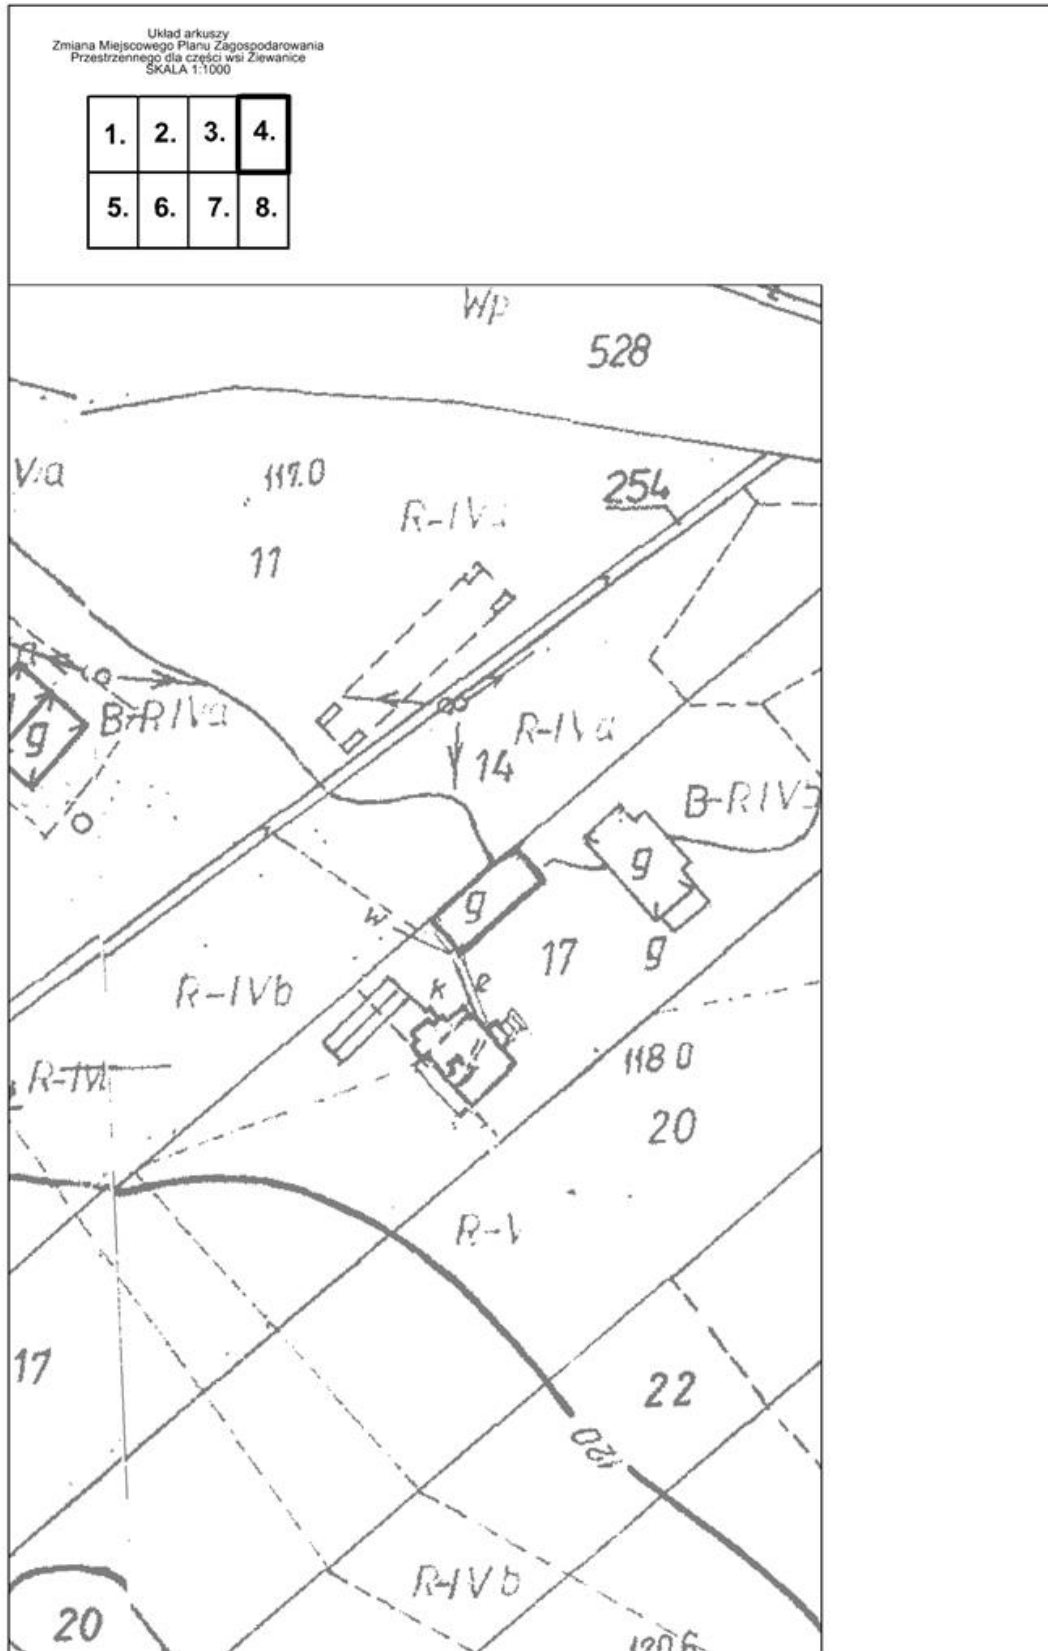 Układ arkuszy
Zmiana Miejscowego Planu Zagospodarowania
Przestrzennego dla części wsi Ziewanice
SKALA 1:1000
1. 2. 3. 4.
5. 6. 7. 8.
Wp
528
117.0
254
11
B-RIVa
g
14
R-IVa
g
g
w
17
g
R-IVb
k
e
118 0
20
R-V
17
22
120
R-IVb
20
120 6